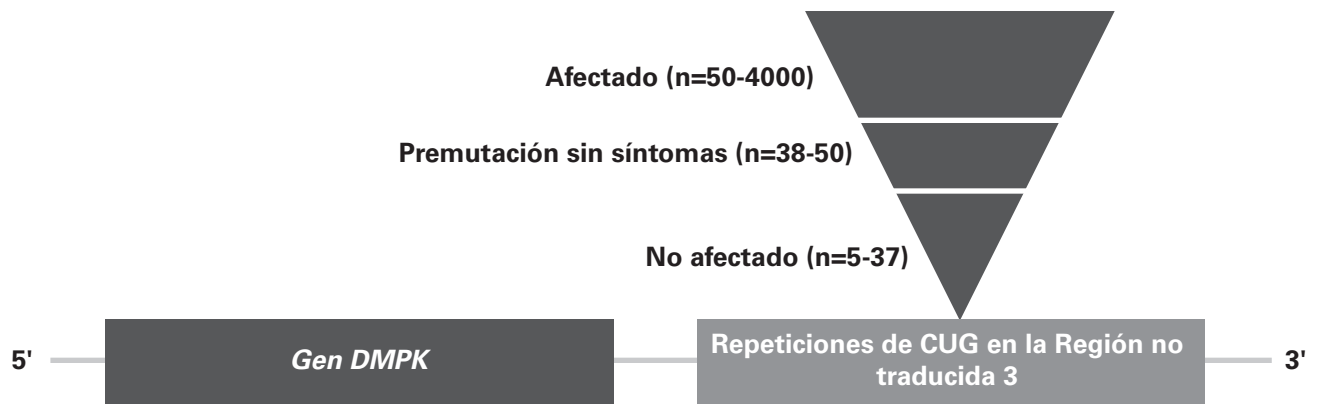 Afectado (n=50-4000)
Premutación sin síntomas (n=38-50)
No afectado (n=5-37)
5'
Gen DMPK
Repeticiones de CUG en la Región no
traducida 3
3'